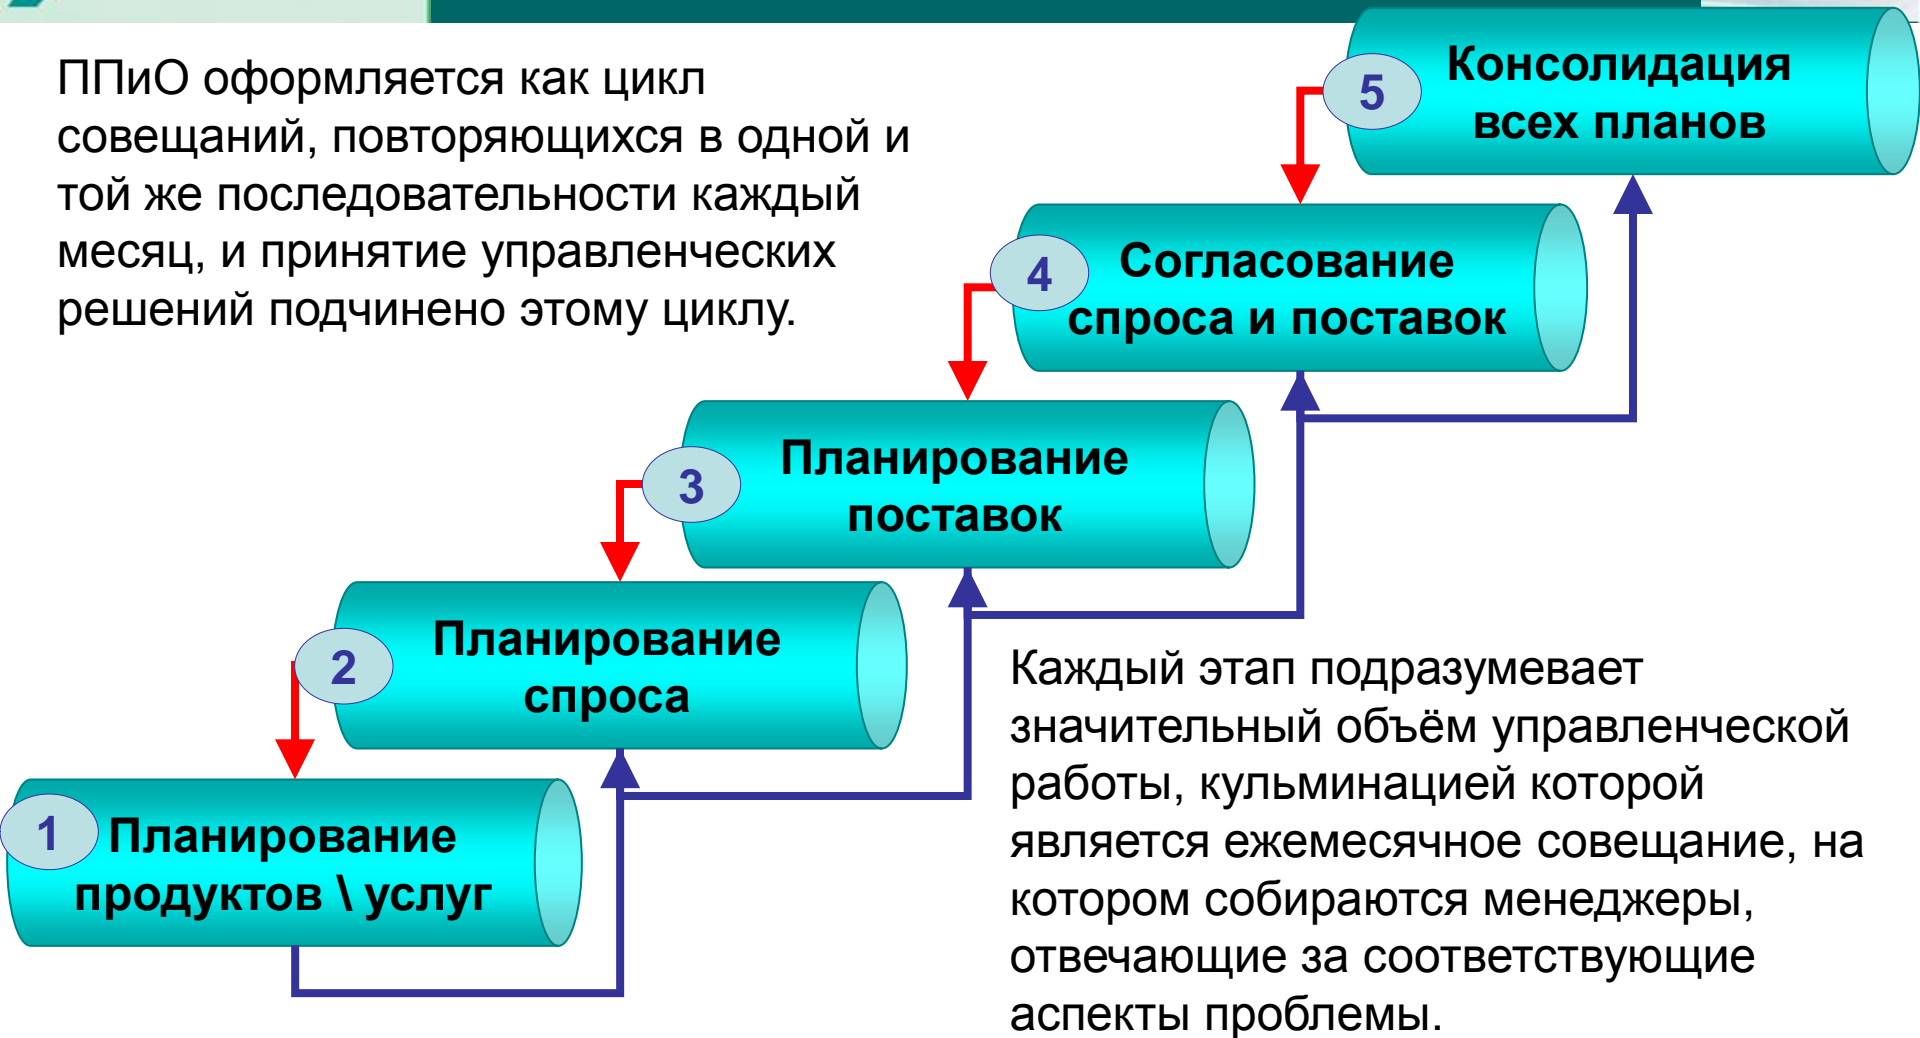 ППиО оформляется как цикл
совещаний, повторяющихся в одной и
той же последовательности каждый
месяц, и принятие управленческих
решений подчинено этому циклу.
5
Консолидация
всех планов
4
Согласование
спроса и поставок
3
Планирование
поставок
2
Планирование
спроса
1
Планирование
продуктов \ услуг
Каждый этап подразумевает
значительный объём управленческой
работы, кульминацией которой
является ежемесячное совещание, на
котором собираются менеджеры,
отвечающие за соответствующие
аспекты проблемы.